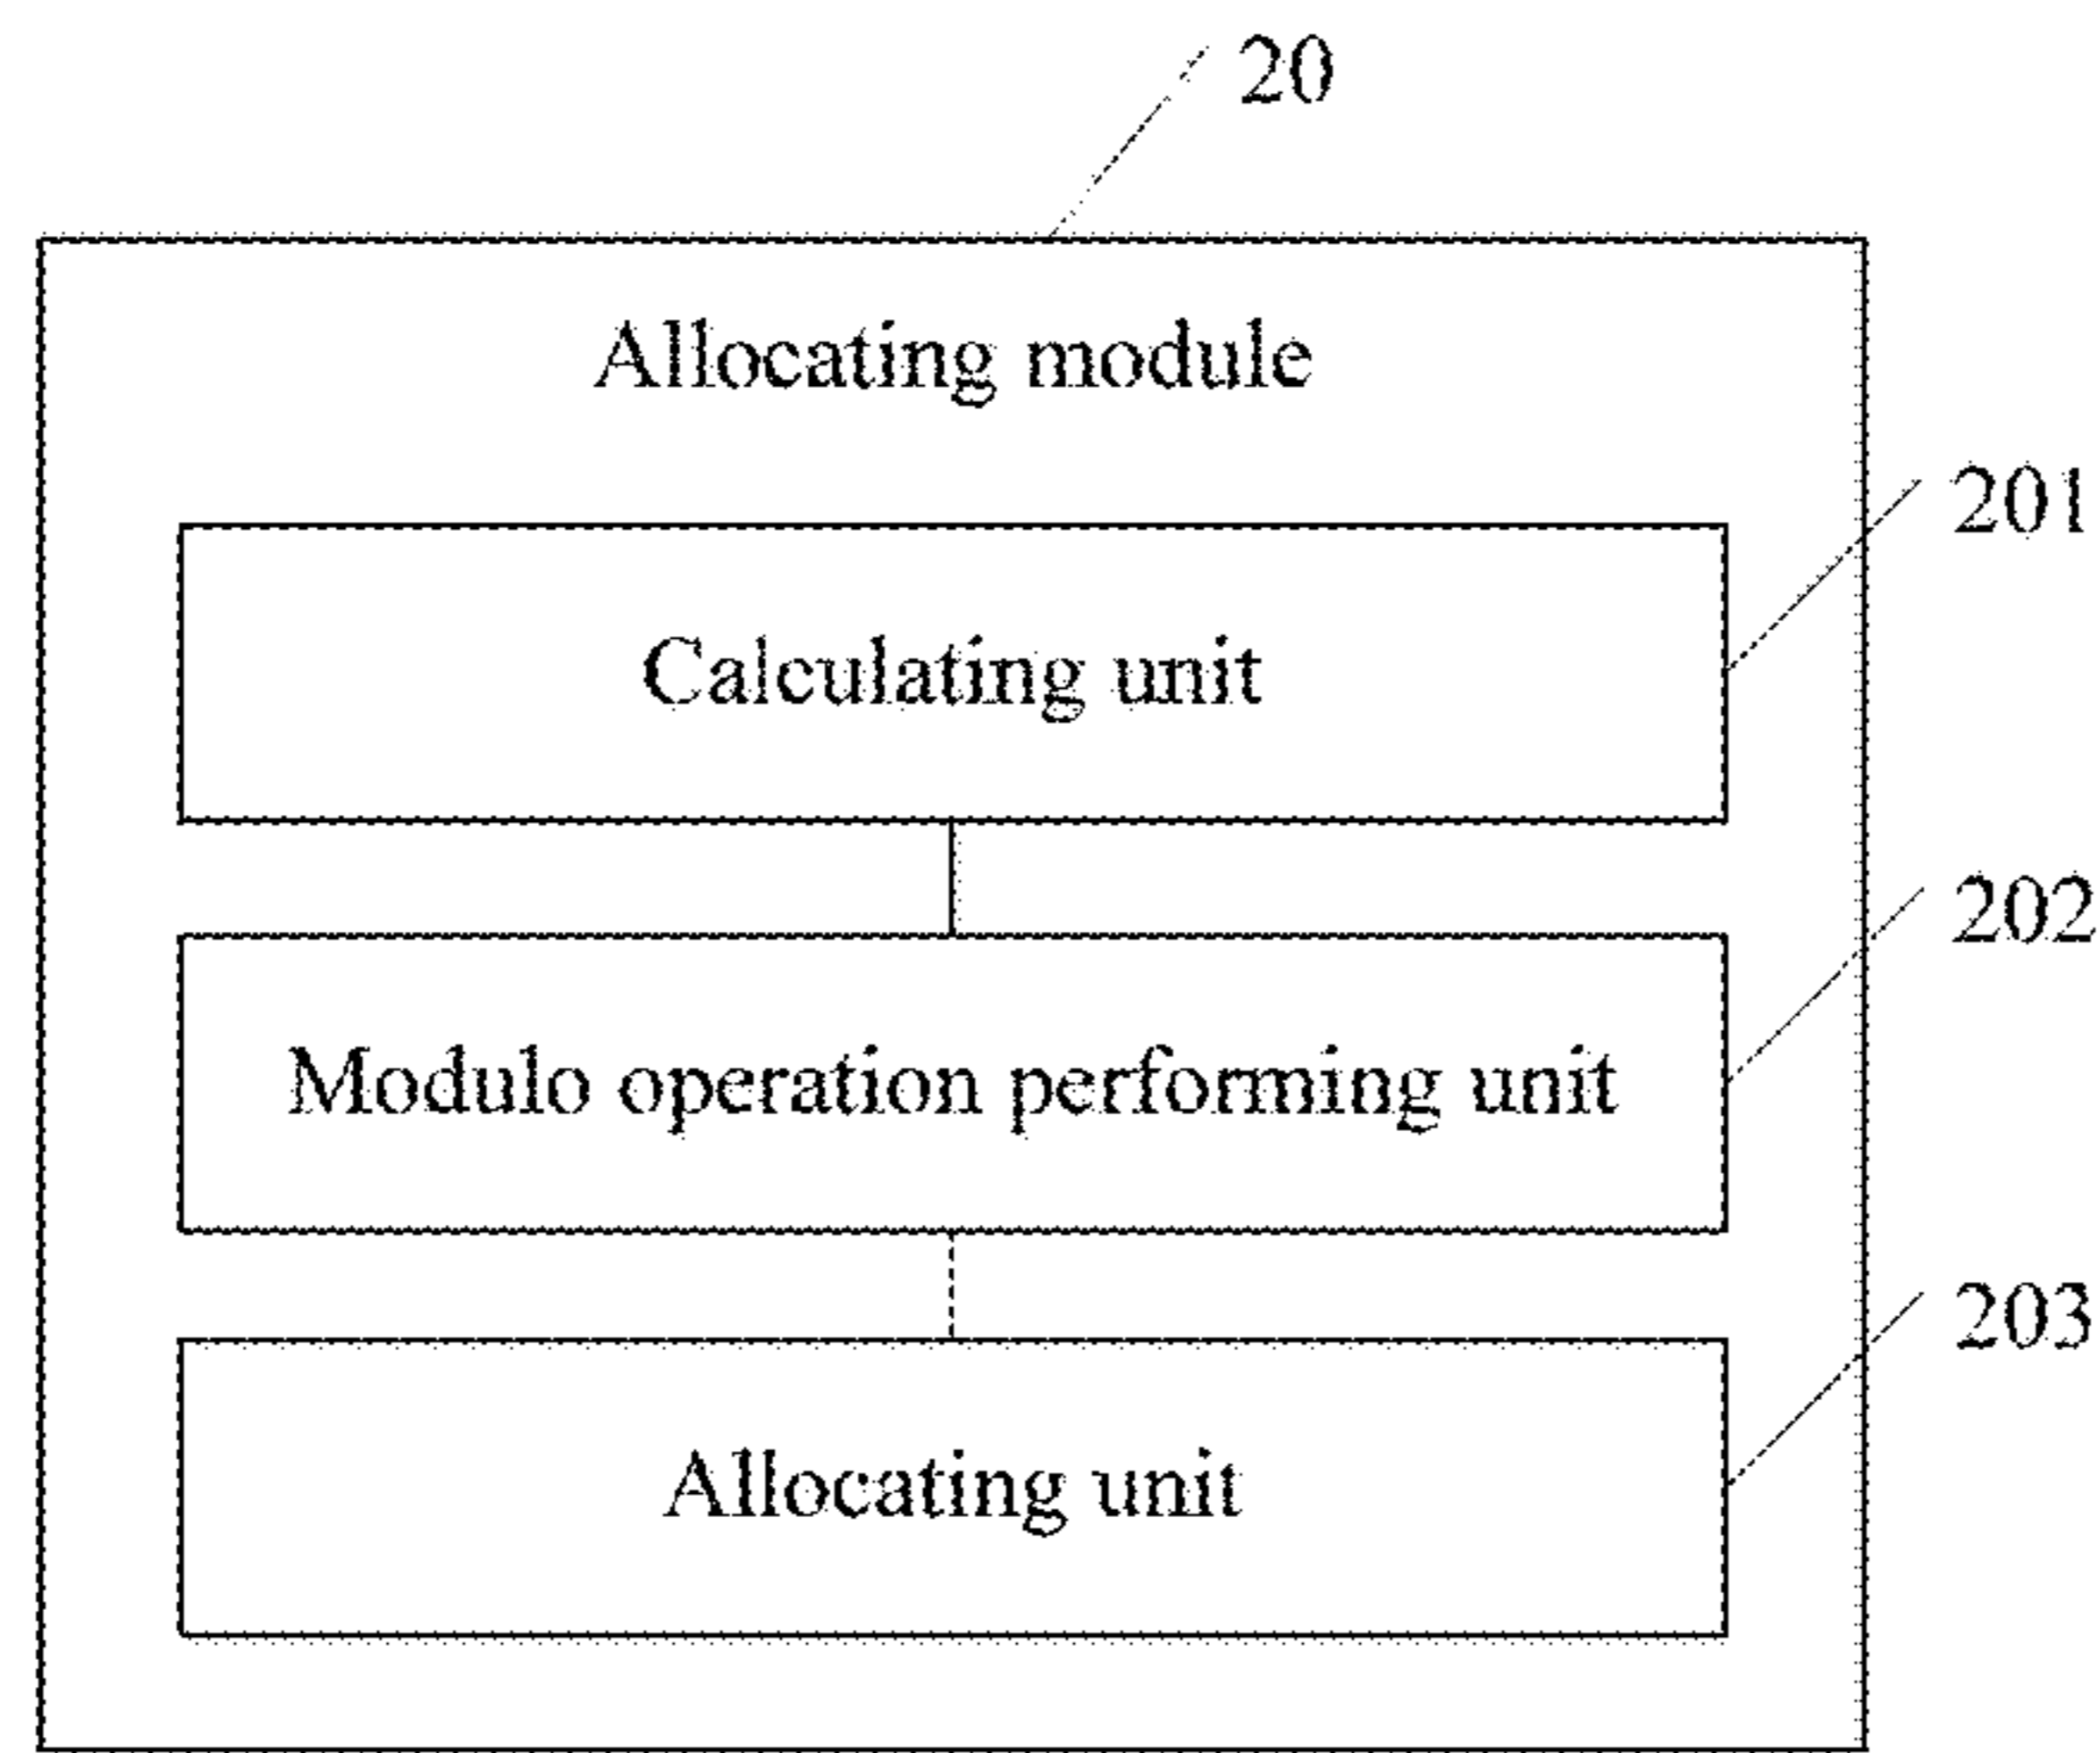 20
Allocating module
201
Calculating unit
202
Modulo operation performing unit
203
Allocating unit